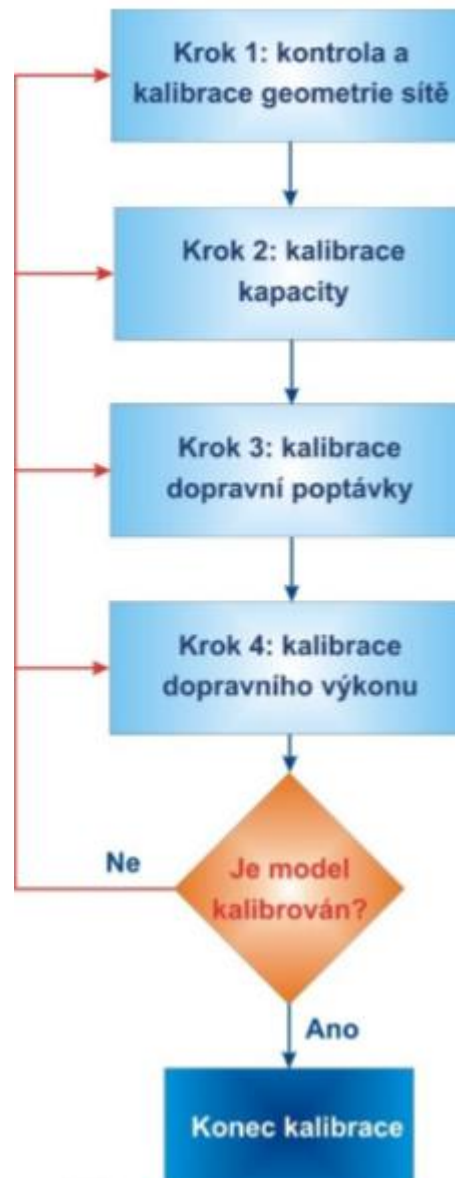 Krok 1: kontrola a
kalibrace geometrie sítě
Krok 2: kalibrace
kapacity
Krok 3: kalibrace
dopravní poptávky
Krok 4: kalibrace
dopravního výkonu
Ne
Je model
kalibrován?
Ano
Konec kalibrace